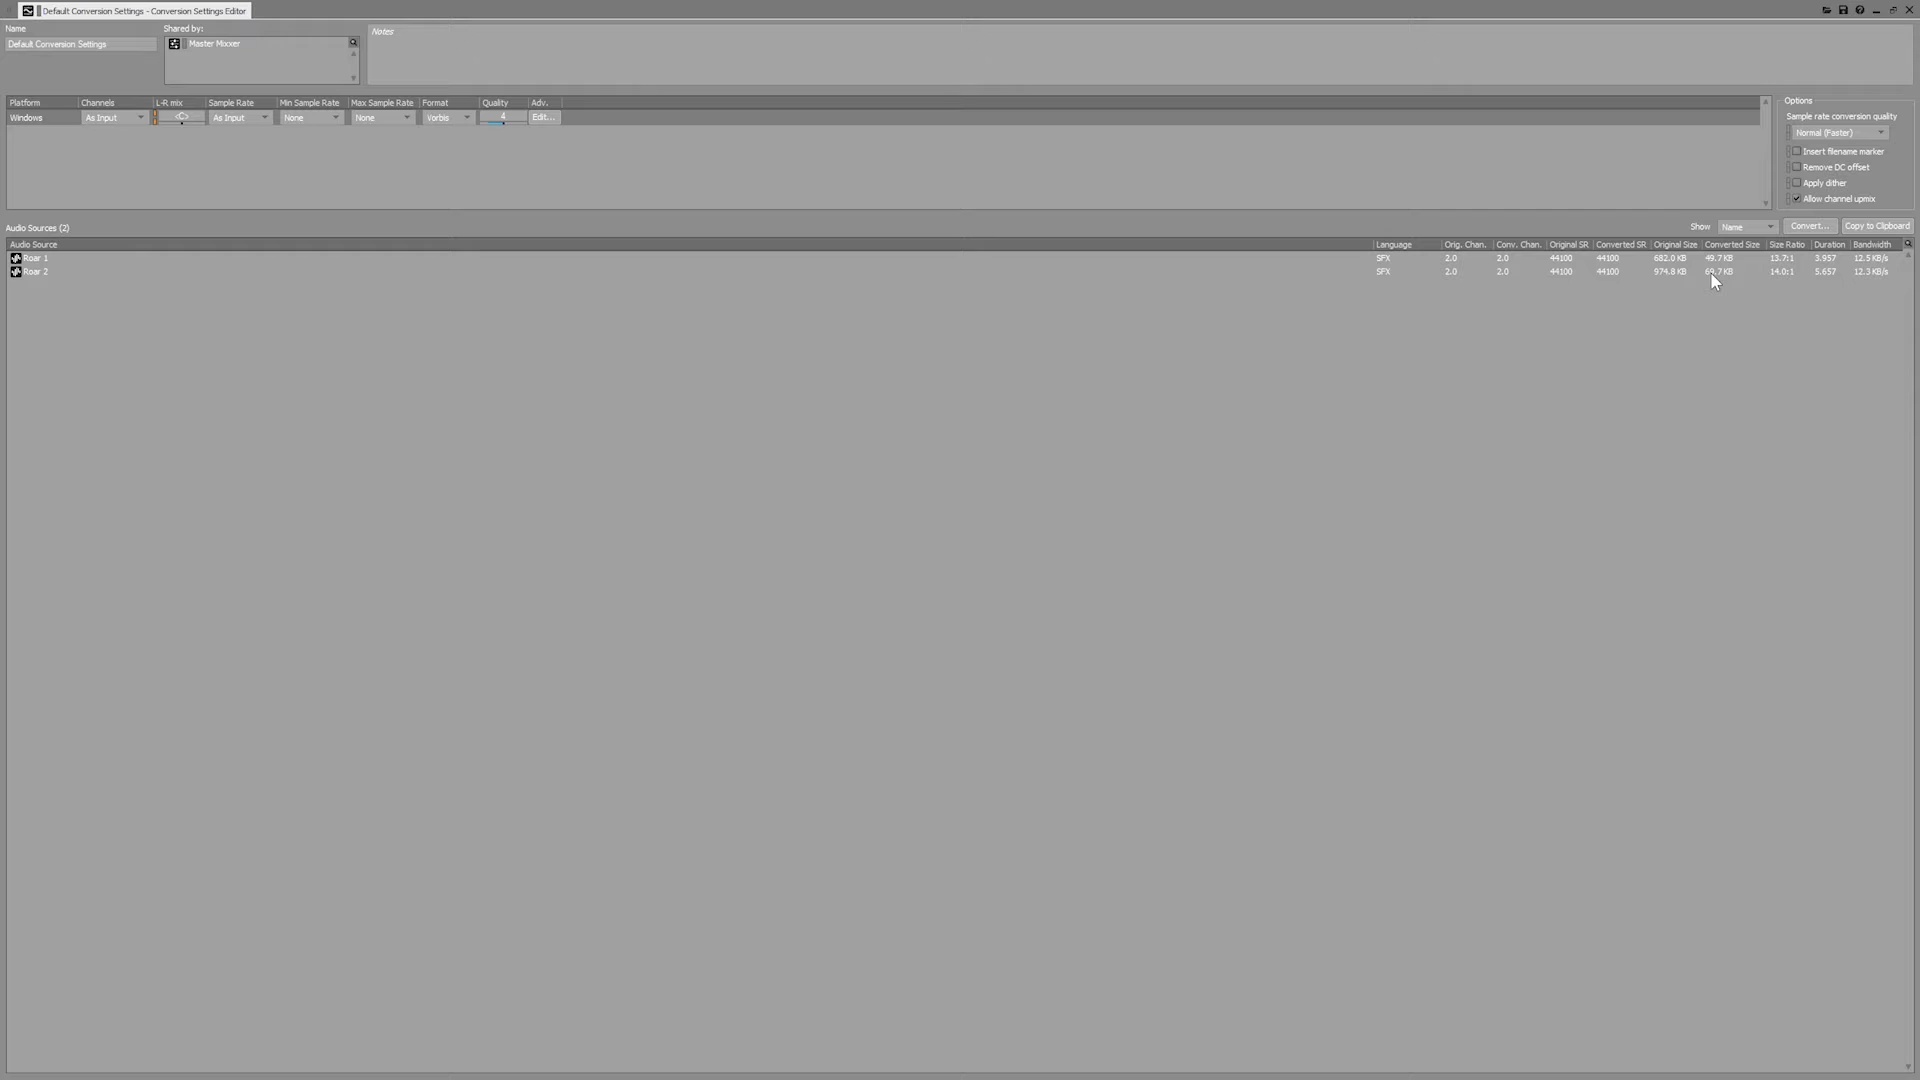 Default Conversion Settings - Conversion Settings Editor
Name Shared by: Notes
Default Conversion Settings Master Mixxer
Platform Channels L-R mix Sample Rate Min Sample Rate Max Sample Rate Format Quality Adv.
Windows As Input <C> As Input None None Vorbis 4 Edit...
Options
Sample rate conversion quality
Normal (Faster)
Insert filename marker
Remove DC offset
Apply dither
Allow channel upmix
Audio Sources (2) Show Name Convert... Copy to Clipboard
Audio Source Language Orig. Chan. Conv. Chan. Original SR Converted SR Original Size Converted Size Size Ratio Duration Bandwidth
Roar 1 SFX 2.0 2.0 44100 44100 682.0 KB 49.7 KB 13.7:1 3.957 12.5 KB/s
Roar 2 SFX 2.0 2.0 44100 44100 974.8 KB 69.7 KB 14.0:1 5.657 12.3 KB/s